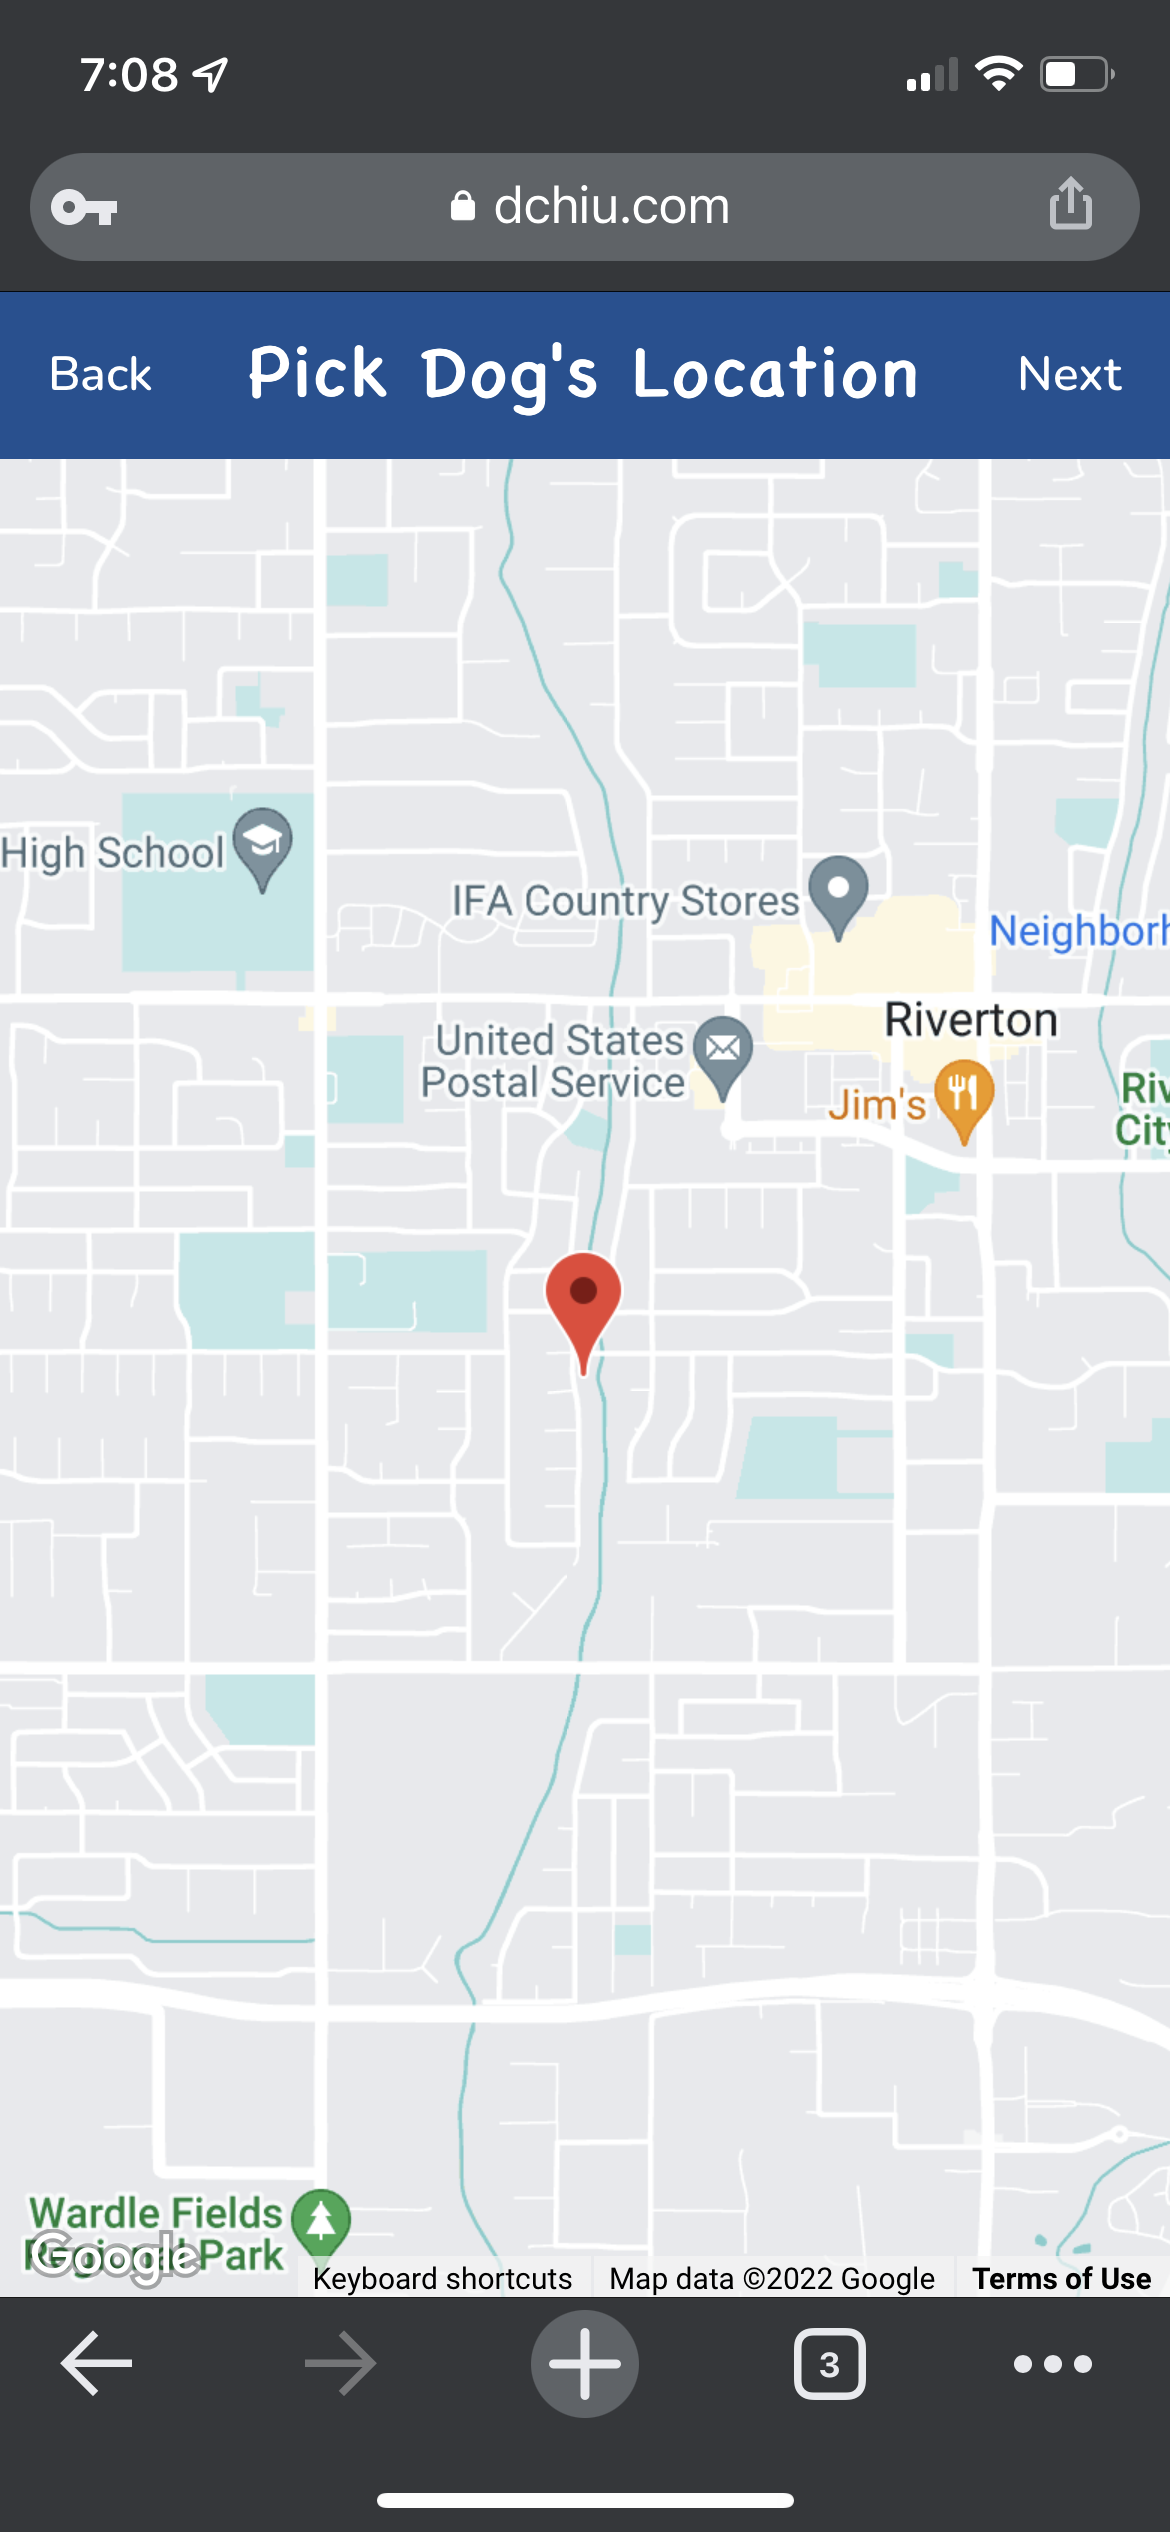 7:08
dchiu.com
Back Pick Dog's Location Next
High School
IFA Country Stores
Neighborh
Riverton
United States
Postal Service
Jim's
Riv
City
Wardle Fields
Regional Park
Google
Keyboard shortcuts Map data ©2022 Google Terms of Use
3